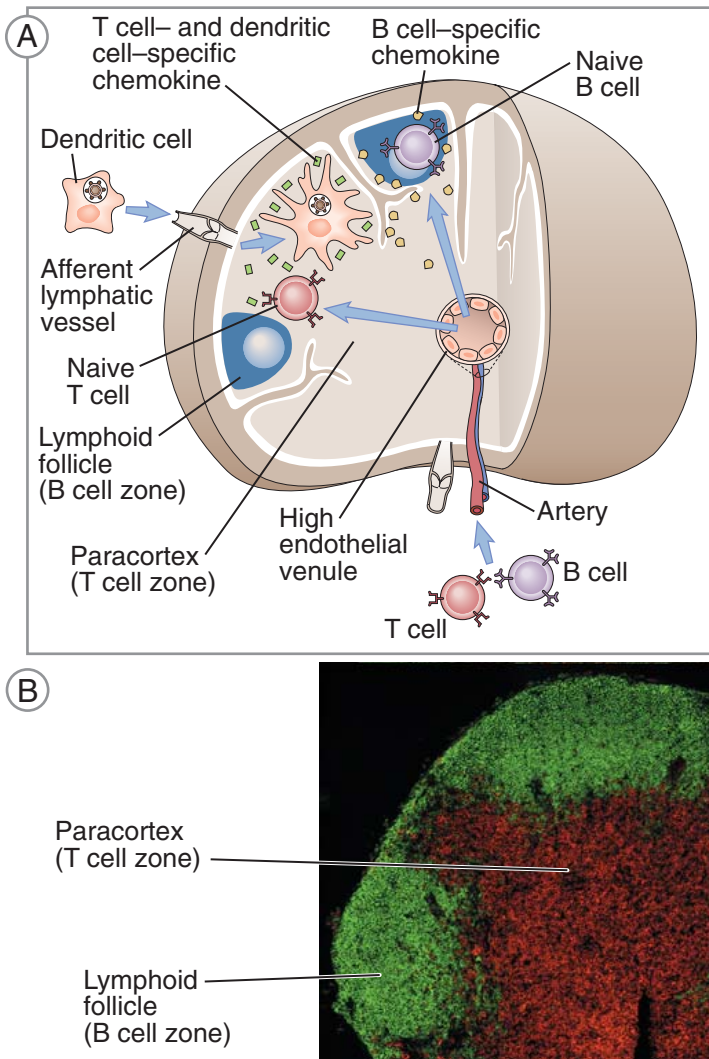 A
T cell– and dendritic
cell–specific
chemokine
B cell–specific
chemokine
Naive
B cell
Dendritic cell
Afferent
lymphatic
vessel
Naive
T cell
Lymphoid
follicle
(B cell zone)
Paracortex
(T cell zone)
High
endothelial
venule
Artery
B cell
T cell
B
Paracortex
(T cell zone)
Lymphoid
follicle
(B cell zone)